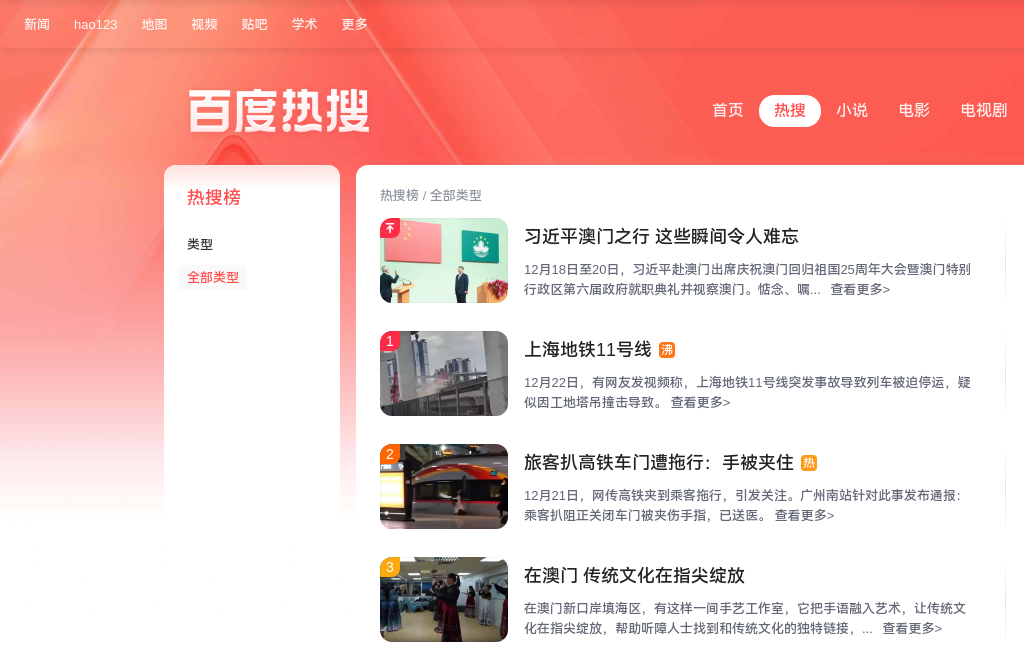 新闻 hao123 地图 视频 贴吧 学术 更多
百度热搜
首页 热搜 小说 电影 电视剧
热搜榜
类型
全部类型
热搜榜 / 全部类型
习近平澳门之行 这些瞬间令人难忘
12月18日至20日，习近平赴澳门出席庆祝澳门回归祖国25周年大会暨澳门特别
行政区第六届政府就职典礼并视察澳门。惦念、嘱... 查看更多>
1
上海地铁11号线 沸
12月22日，有网友发视频称，上海地铁11号线突发事故导致列车被迫停运，疑
似因工地塔吊撞击导致。 查看更多>
2
旅客扒高铁车门遭拖行：手被夹住 热
12月21日，网传高铁夹到乘客拖行，引发关注。广州南站针对此事发布通报：
乘客扒阻正关闭车门被夹伤手指，已送医。 查看更多>
3
在澳门 传统文化在指尖绽放
在澳门新口岸填海区，有这样一间手艺工作室，它把手语融入艺术，让传统文
化在指尖绽放，帮助听障人士找到和传统文化的独特链接，... 查看更多>